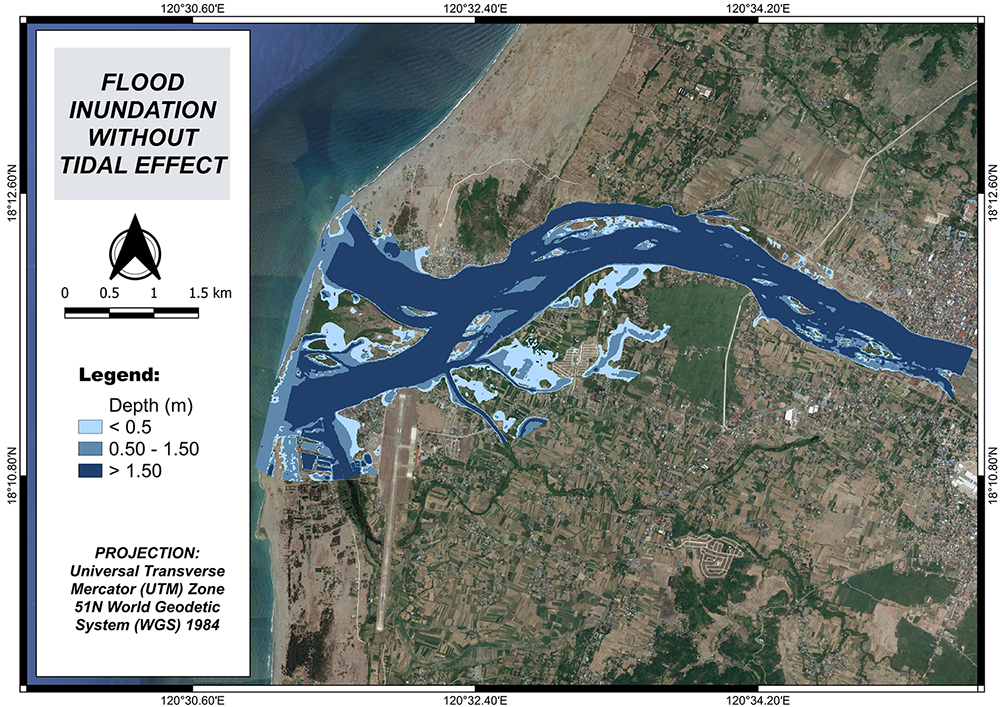 120°30.60'E
120°32.40'E
120°34.20'E
FLOOD
INUNDATION
WITHOUT
TIDAL EFFECT
18°12.60'N
18°12.60'N
0 0.5 1 1.5 km
Legend:
Depth (m)
< 0.5
0.50 - 1.50
> 1.50
18°10.80'N
18°10.80'N
PROJECTION:
Universal Transverse
Mercator (UTM) Zone
51N World Geodetic
System (WGS) 1984
120°30.60'E
120°32.40'E
120°34.20'E